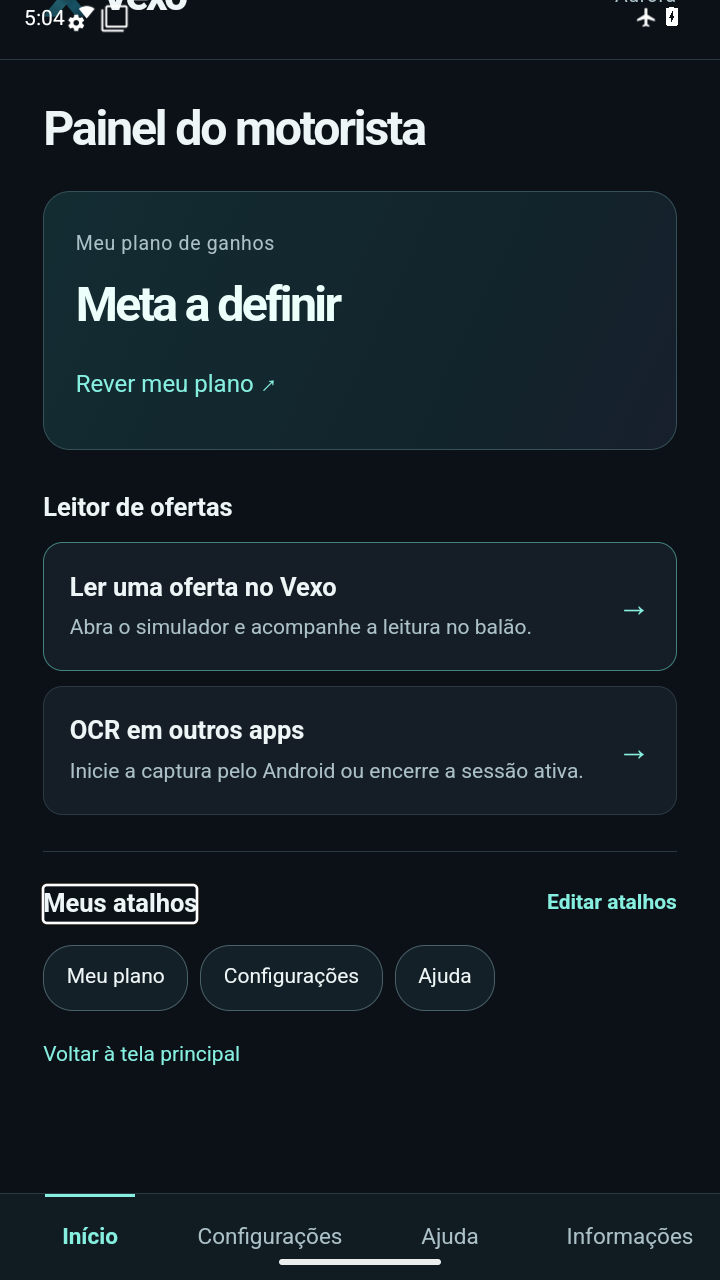 5:04
Vexo
Aurora
Painel do motorista
Meu plano de ganhos
Meta a definir
Rever meu plano ↗
Leitor de ofertas
Ler uma oferta no Vexo
Abra o simulador e acompanhe a leitura no balão.
→
OCR em outros apps
Inicie a captura pelo Android ou encerre a sessão ativa.
→
Meus atalhos
Editar atalhos
Meu plano
Configurações
Ajuda
Voltar à tela principal
Início
Configurações
Ajuda
Informações